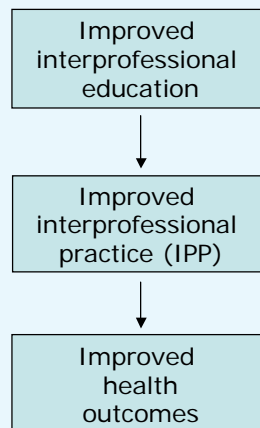 Improved
interprofessional
education
Improved
interprofessional
practice (IPP)
Improved
health
outcomes